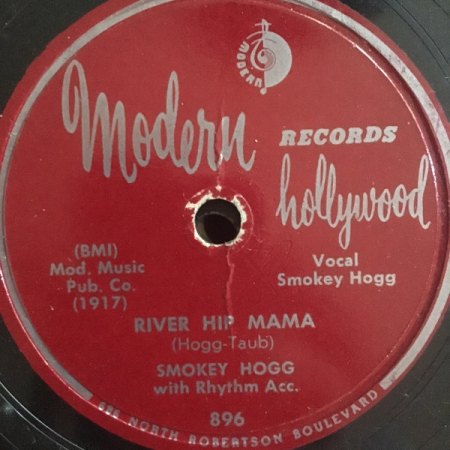 MODERN
Modern
RECORDS
hollywood
(BMI)
Mod. Music
Pub. Co.
(1917)
Vocal
Smokey Hogg
RIVER HIP MAMA
(Hogg-Taub)
SMOKEY HOGG
with Rhythm Acc.
896
NORTH ROBERTSON BOULEVARD